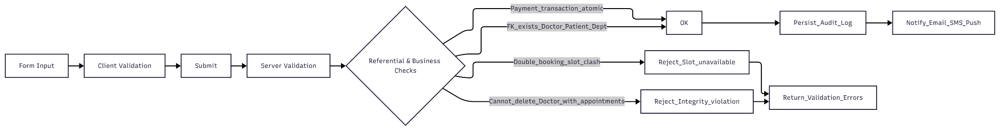 Form Input
Client Validation
Submit
Server Validation
Referential & Business
Checks
Payment_transaction_atomic
FK_exists_Doctor_Patient_Dept
Double_booking_slot_clash
Cannot_delete_Doctor_with_appointments
OK
Reject_Slot_unavailable
Reject_Integrity_violation
Persist_Audit_Log
Return_Validation_Errors
Notify_Email_SMS_Push